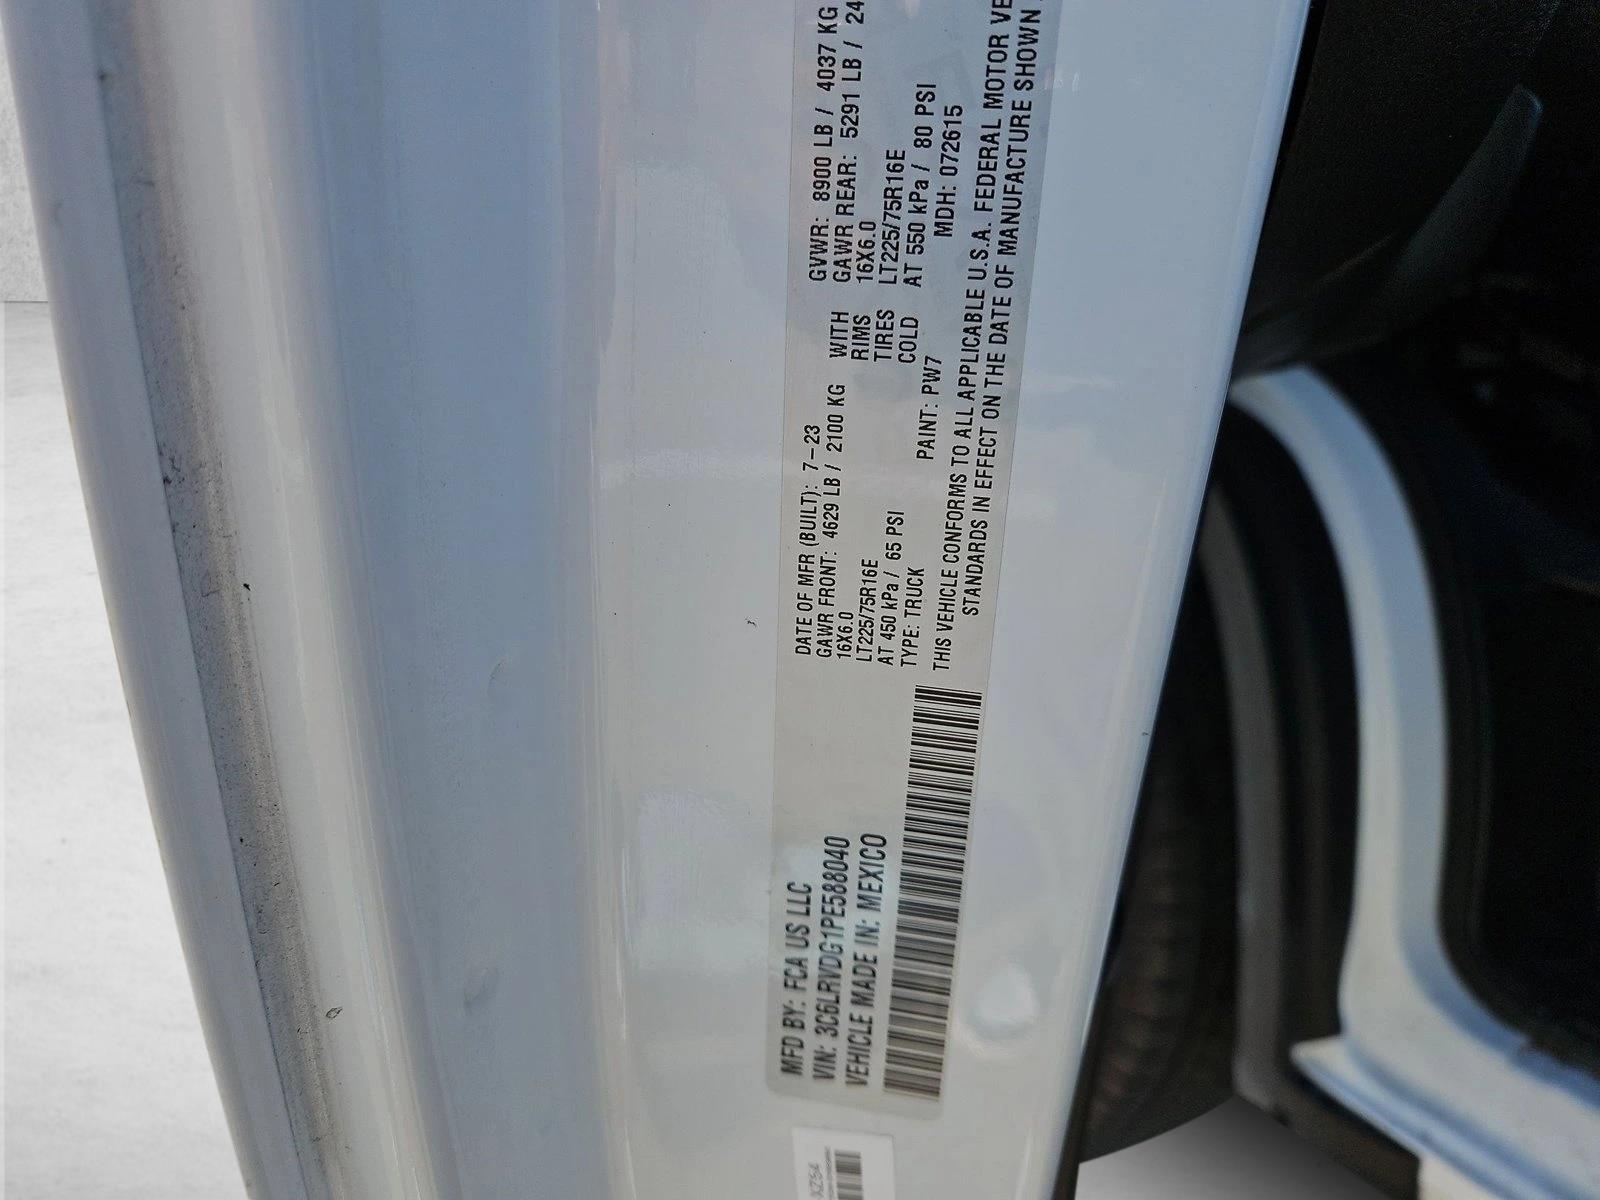 MFD BY: FCA US LLC
VIN: 3C6LRVDG1PE588040
VEHICLE MADE IN: MEXICO
DATE OF MFR (BUILT): 7-23 GVWR: 8900 LB / 4037 KG
GAWR FRONT: 4629 LB / 2100 KG WITH GAWR REAR: 5291 LB / 24
16X6.0 RIMS 16X6.0
LT225/75R16E TIRES LT225/75R16E
AT 450 kPa / 65 PSI COLD AT 550 kPa / 80 PSI
TYPE: TRUCK PAINT: PW7 MDH: 072615
THIS VEHICLE CONFORMS TO ALL APPLICABLE U.S.A. FEDERAL MOTOR VE
STANDARDS IN EFFECT ON THE DATE OF MANUFACTURE SHOWN
XZ54